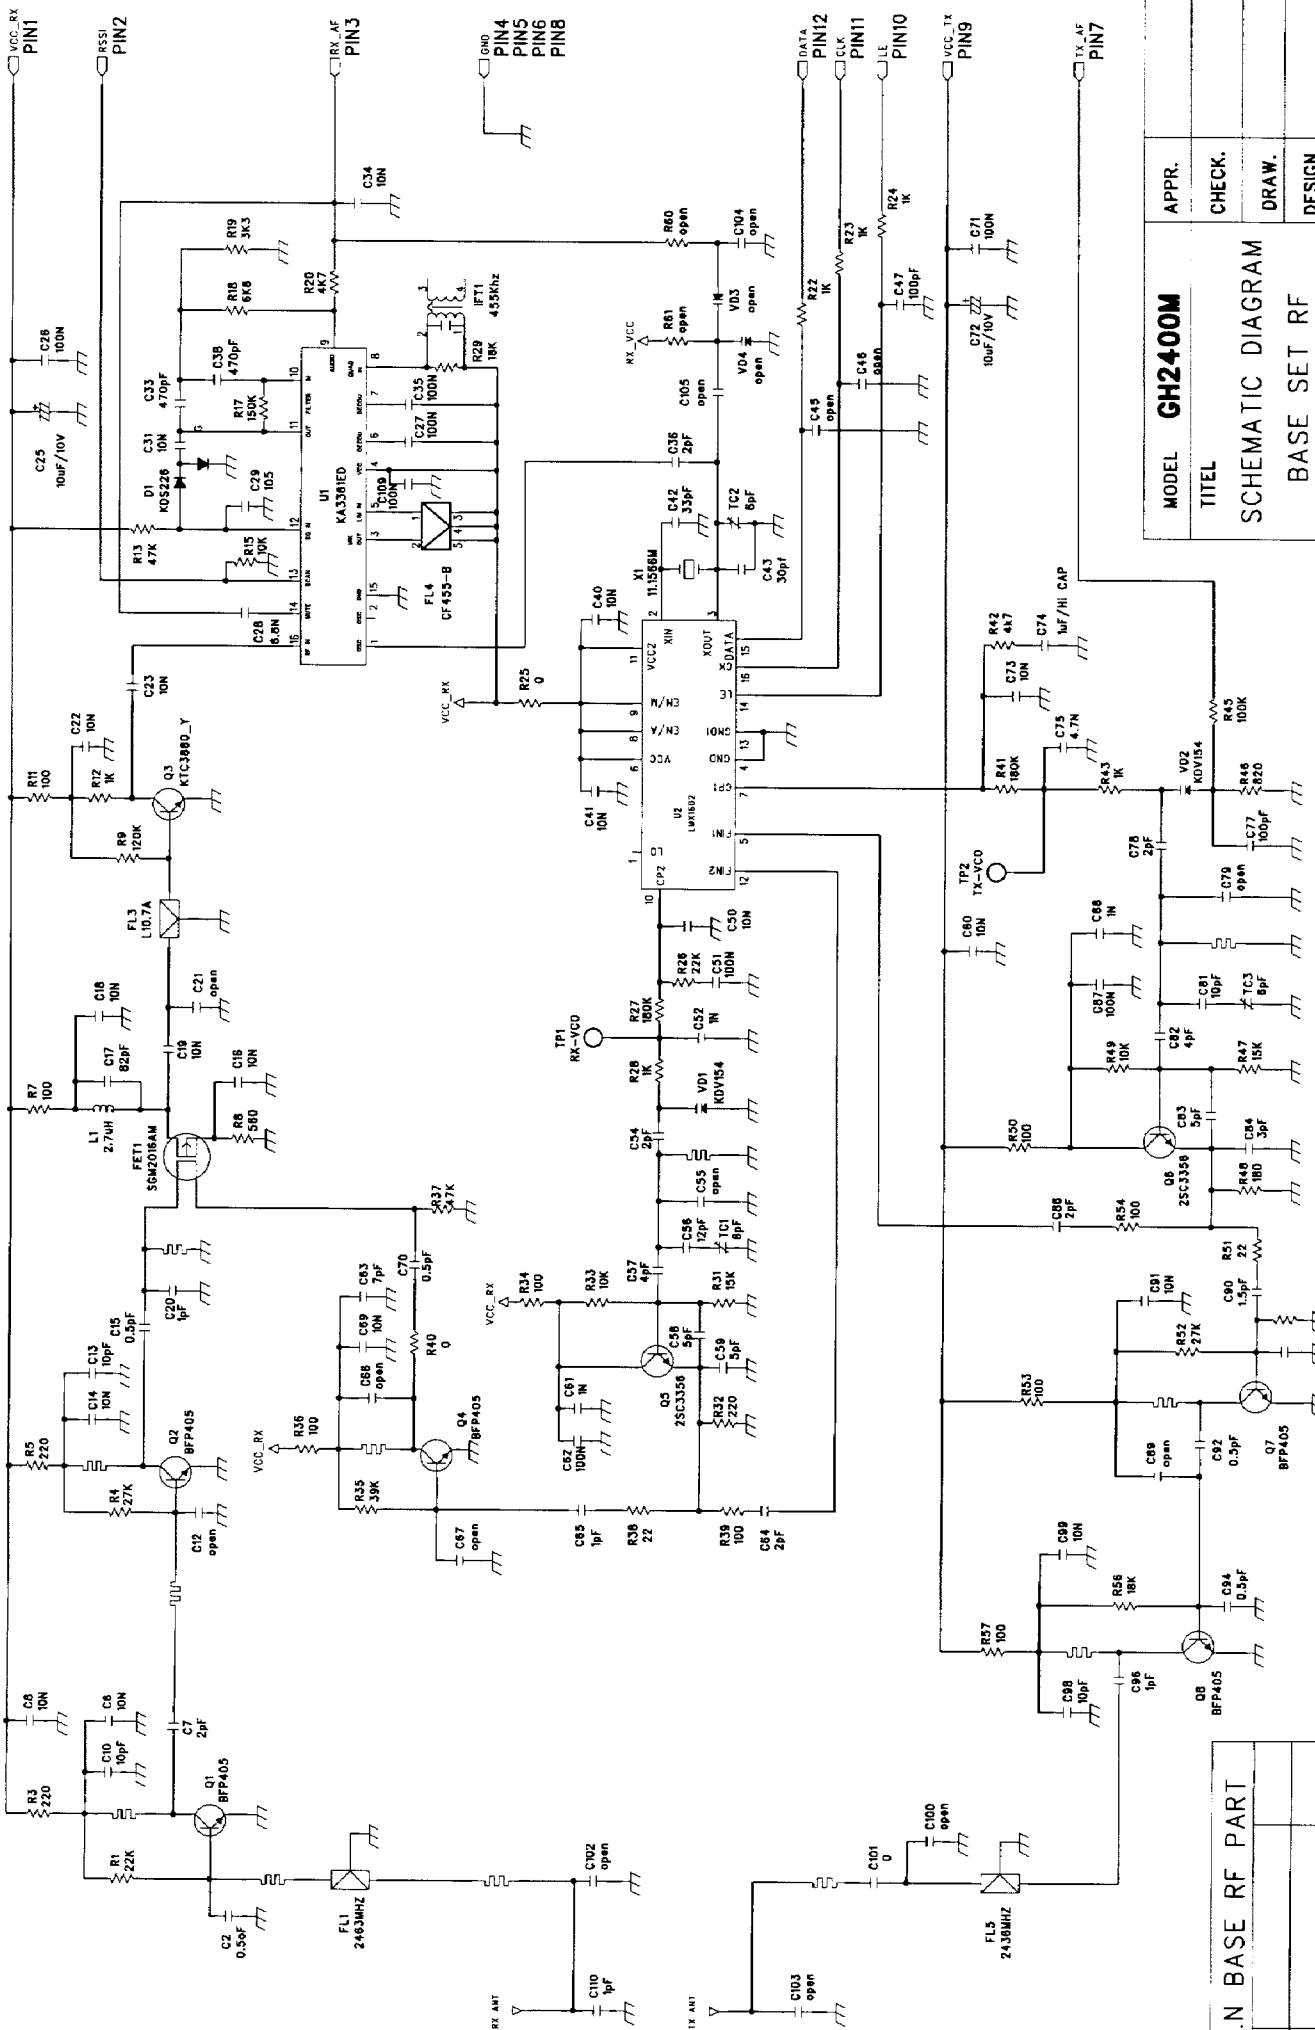 VCC_RX
PIN1
RSSI
PIN2
RX_AF
PIN3
GND
PIN4
PIN5
PIN6
PIN8
DATA
PIN12
CLK
PIN11
LE
PIN10
VCC_TX
PIN9
TX_AF
PIN7
C25
10uF/10V
C26
100N
C34
10N
R19
3K3
R18
6K8
R20
4K7
C33
470pF
C38
470pF
C31
10N
R17
150K
D1
KDS226
C29
105
R13
47K
R15
10K
C28
6.8N
U1
KA3361ED
R29
18K
IFT1
455Khz
C35
100N
C27
100N
C109
100N
FL4
CF455-B
C23
10N
C22
10N
R11
100
R12
1K
Q3
KTC3880_Y
R9
120K
FL3
L10.7A
C21
open
C18
10N
C17
82pF
C19
10N
R7
100
L1
2.7uH
C16
10N
R8
560
FET1
SGM2016AM
R37
47K
C20
1pF
C15
0.5pF
C13
10pF
C14
10N
R5
220
R4
27K
Q2
BFP405
C12
open
C8
10N
C6
10N
C10
10pF
C7
2pF
R3
220
R1
22K
Q1
BFP405
C2
FL1
2463MHZ
C102
open
C110
1pF
RX ANT
TX ANT
C103
open
C101
0
C100
open
FL5
2436MHZ
VCC_RX
R25
0
C40
10N
C41
10N
U2
LMX1602
X1
11.1566M
C42
33pF
TC2
6pF
C43
30pf
C36
2pF
C105
open
R60
open
C104
open
VD3
open
R61
open
RX_VCC
VD4
open
R22
1K
R23
1K
R24
1K
C45
open
C46
open
C47
100pF
C71
100N
C72
10uF/10V
C50
10N
R26
22K
C51
100N
R27
180K
TP1
RX-VCO
C52
1N
R28
1K
VD1
KDV154
C54
2pF
C55
open
C56
12pF
TC1
6pF
C57
4pF
R31
15K
R33
10K
VCC_RX
R34
100
C58
5pF
C59
5pF
Q5
2SC3356
R32
220
C61
1N
C62
100N
C63
7pF
C69
10N
C66
open
C70
0.5pF
R40
0
VCC_RX
R36
100
Q4
BFP405
R35
39K
C67
open
C65
1pF
R38
22
R39
100
C64
2pF
R42
4k7
C74
1uF/HI CAP
C73
10N
R41
180K
C75
4.7N
R43
1K
TP2
TX-VCO
R45
100K
VD2
KDV154
R46
820
C77
100pF
C78
2pF
C79
open
C80
10N
C88
1N
C87
100N
C81
10pF
TC3
6pF
C82
4pF
R49
10K
R47
15K
R50
100
C83
5pF
C84
3pF
Q6
2SC3356
R48
180
C86
2pF
R54
100
R51
22
C90
1.5pF
C91
10N
R52
27K
R53
100
Q7
BFP405
C92
0.5pF
C89
open
C99
10N
R56
18K
C94
0.5pF
R57
100
Q8
BFP405
C98
10pF
C96
1pF
MODEL GH2400M
APPR.
TITEL
CHECK.
SCHEMATIC DIAGRAM
DRAW.
BASE SET RF
DESIGN
.N BASE RF PART